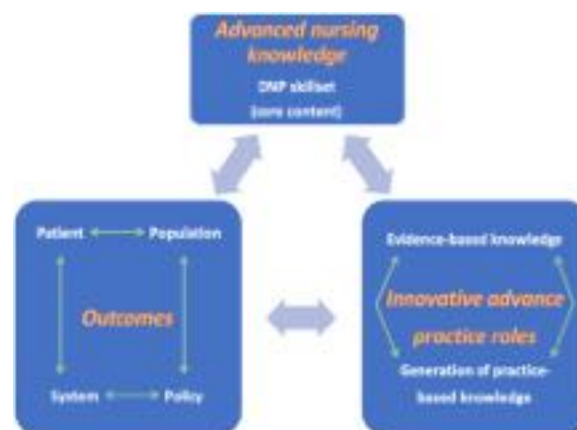 Advanced nursing
knowledge
DNP skillset
(core content)
Patient Population
Outcomes
System Policy
Evidence-based knowledge
Innovative advance
practice roles
Generation of practice-
based knowledge